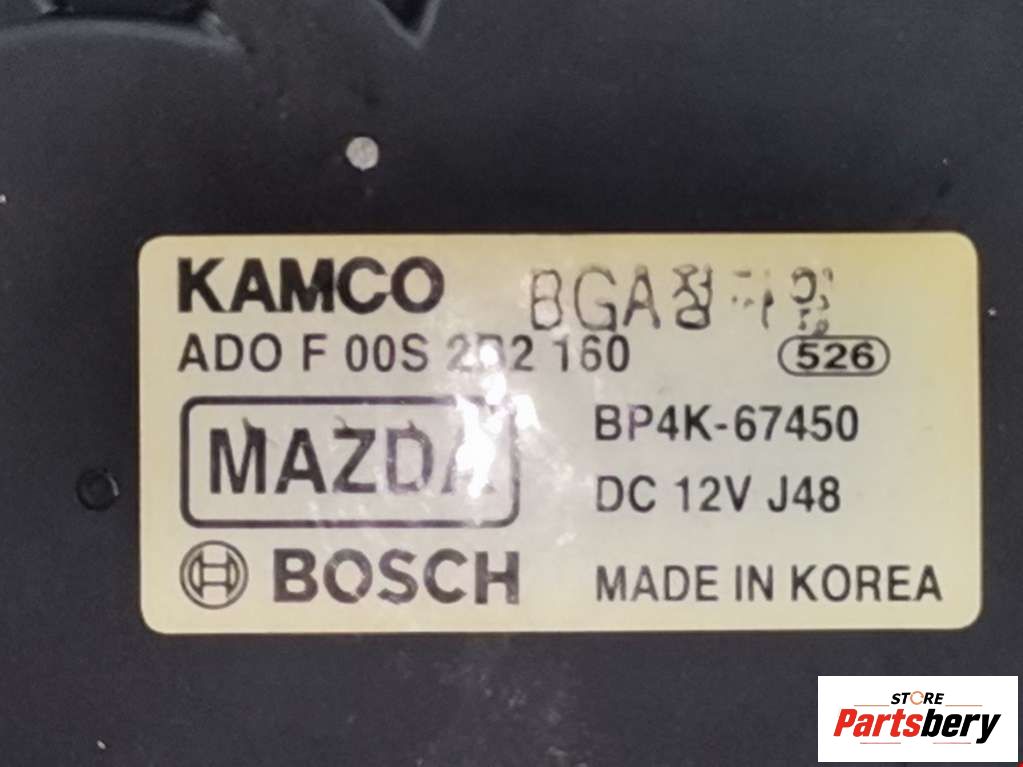 KAMCO
ADO F 00S 2B2 160
526
MAZDA
BP4K-67450
DC 12V J48
BOSCH
MADE IN KOREA
STORE
Partsbery